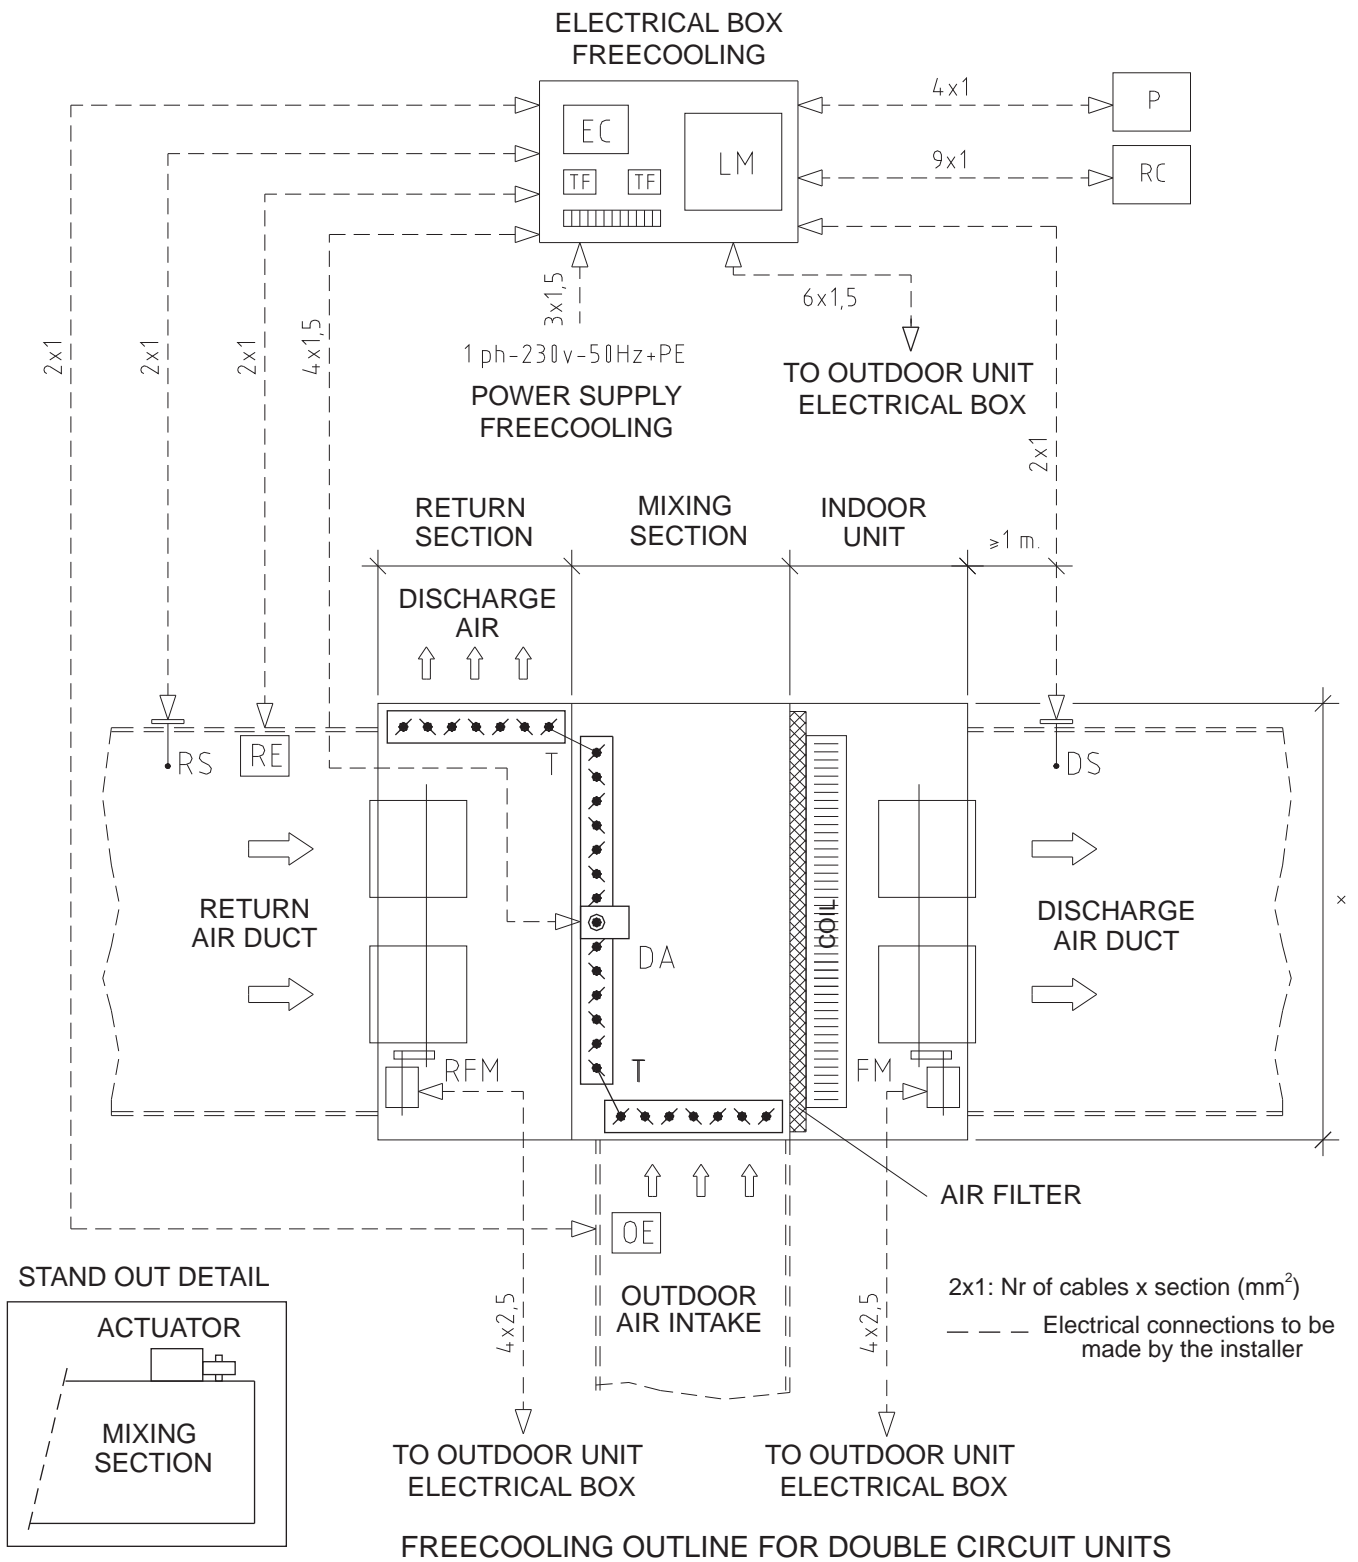 ELECTRICAL BOX
FREECOOLING
EC
LM
TF
TF
4x1
P
9x1
RC
2x1
2x1
2x1
4x1,5
3x1,5
6x1,5
1 ph-230v-50Hz+PE
POWER SUPPLY
FREECOOLING
TO OUTDOOR UNIT
ELECTRICAL BOX
2x1
RETURN
SECTION
MIXING
SECTION
INDOOR
UNIT
≥1 m.
DISCHARGE
AIR
RS
RE
T
DS
RETURN
AIR DUCT
COIL
DISCHARGE
AIR DUCT
x
DA
RFM
T
FM
AIR FILTER
OE
OUTDOOR
AIR INTAKE
4x2,5
4x2,5
2x1: Nr of cables x section (mm²)
Electrical connections to be
made by the installer
STAND OUT DETAIL
ACTUATOR
MIXING
SECTION
TO OUTDOOR UNIT
ELECTRICAL BOX
TO OUTDOOR UNIT
ELECTRICAL BOX
FREECOOLING OUTLINE FOR DOUBLE CIRCUIT UNITS